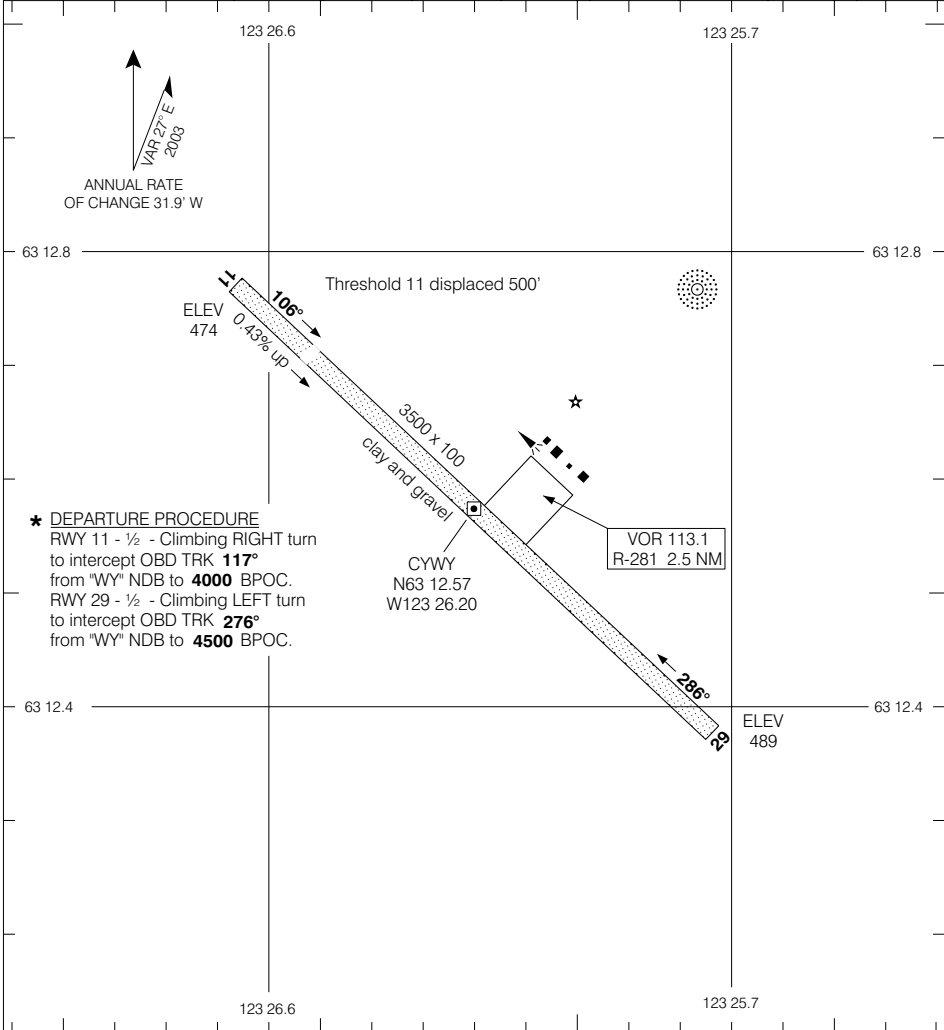 123 26.6
123 25.7
VAR 27° E
2003
ANNUAL RATE
OF CHANGE 31.9' W
63 12.8
63 12.8
11
Threshold 11 displaced 500'
ELEV
474
106°
0.43% up
3500 x 100
clay and gravel
* DEPARTURE PROCEDURE
RWY 11 - ½ - Climbing RIGHT turn
to intercept OBD TRK 117°
from "WY" NDB to 4000 BPOC.
RWY 29 - ½ - Climbing LEFT turn
to intercept OBD TRK 276°
from "WY" NDB to 4500 BPOC.
VOR 113.1
R-281 2.5 NM
CYWY
N63 12.57
W123 26.20
286°
63 12.4
63 12.4
ELEV
489
29
123 26.6
123 25.7